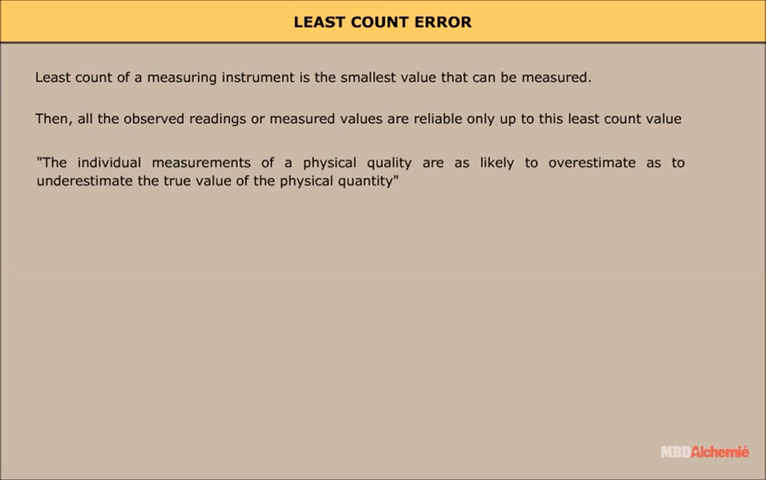 LEAST COUNT ERROR
Least count of a measuring instrument is the smallest value that can be measured.
Then, all the observed readings or measured values are reliable only up to this least count value
"The individual measurements of a physical quality are as likely to overestimate as to
underestimate the true value of the physical quantity"
MBDAlchemié